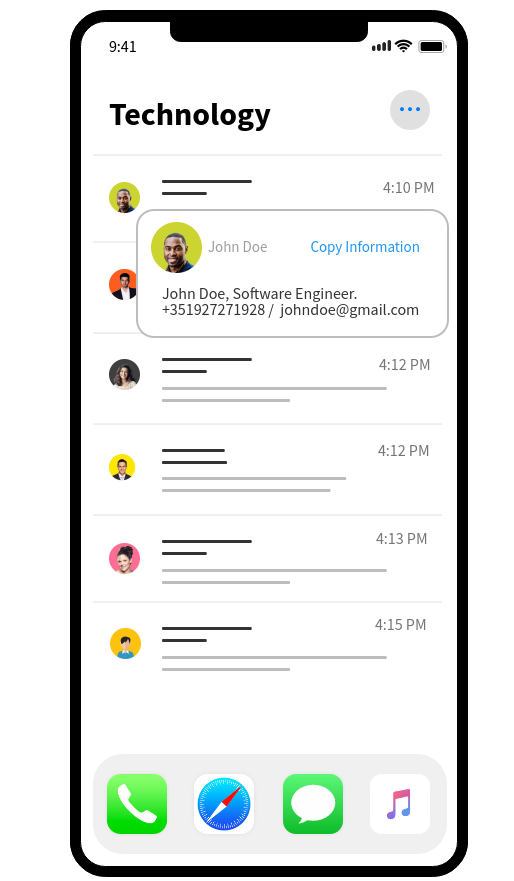 9:41
Technology
4:10 PM
John Doe Copy Information
John Doe, Software Engineer.
+351927271928 / johndoe@gmail.com
4:12 PM
4:12 PM
4:13 PM
4:15 PM